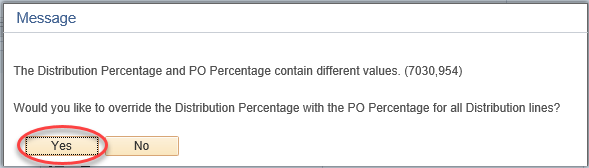 Message
The Distribution Percentage and PO Percentage contain different values. (7030,954)
Would you like to override the Distribution Percentage with the PO Percentage for all Distribution lines?
Yes No